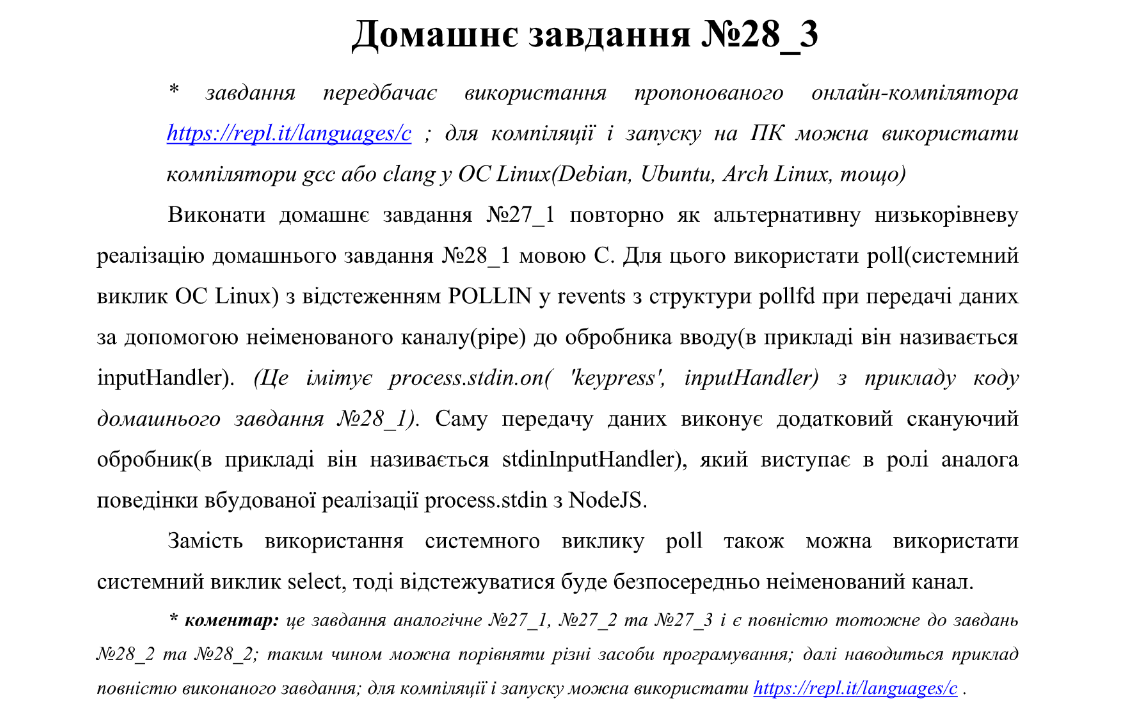 Домашнє завдання №28_3
* завдання передбачає використання пропонованого онлайн-компілятора
https://repl.it/languages/c ; для компіляції і запуску на ПК можна використати
компілятори gcc або clang у ОС Linux(Debian, Ubuntu, Arch Linux, тощо)
Виконати домашнє завдання №27_1 повторно як альтернативну низькорівневу
реалізацію домашнього завдання №28_1 мовою C. Для цього використати poll(системний
виклик ОС Linux) з відстеженням POLLIN у revents з структури pollfd при передачі даних
за допомогою неіменованого каналу(pipe) до обробника вводу(в прикладі він називається
inputHandler). (Це імітує process.stdin.on( 'keypress', inputHandler) з прикладу коду
домашнього завдання №28_1). Саму передачу даних виконує додатковий скануючий
обробник(в прикладі він називається stdinInputHandler), який виступає в ролі аналога
поведінки вбудованої реалізації process.stdin з NodeJS.
Замість використання системного виклику poll також можна використати
системний виклик select, тоді відстежуватися буде безпосередньо неіменований канал.
* коментар: це завдання аналогічне №27_1, №27_2 та №27_3 і є повністю тотожне до завдань
№28_2 та №28_2; таким чином можна порівняти різні засоби програмування; далі наводиться приклад
повністю виконаного завдання; для компіляції і запуску можна використати https://repl.it/languages/c .